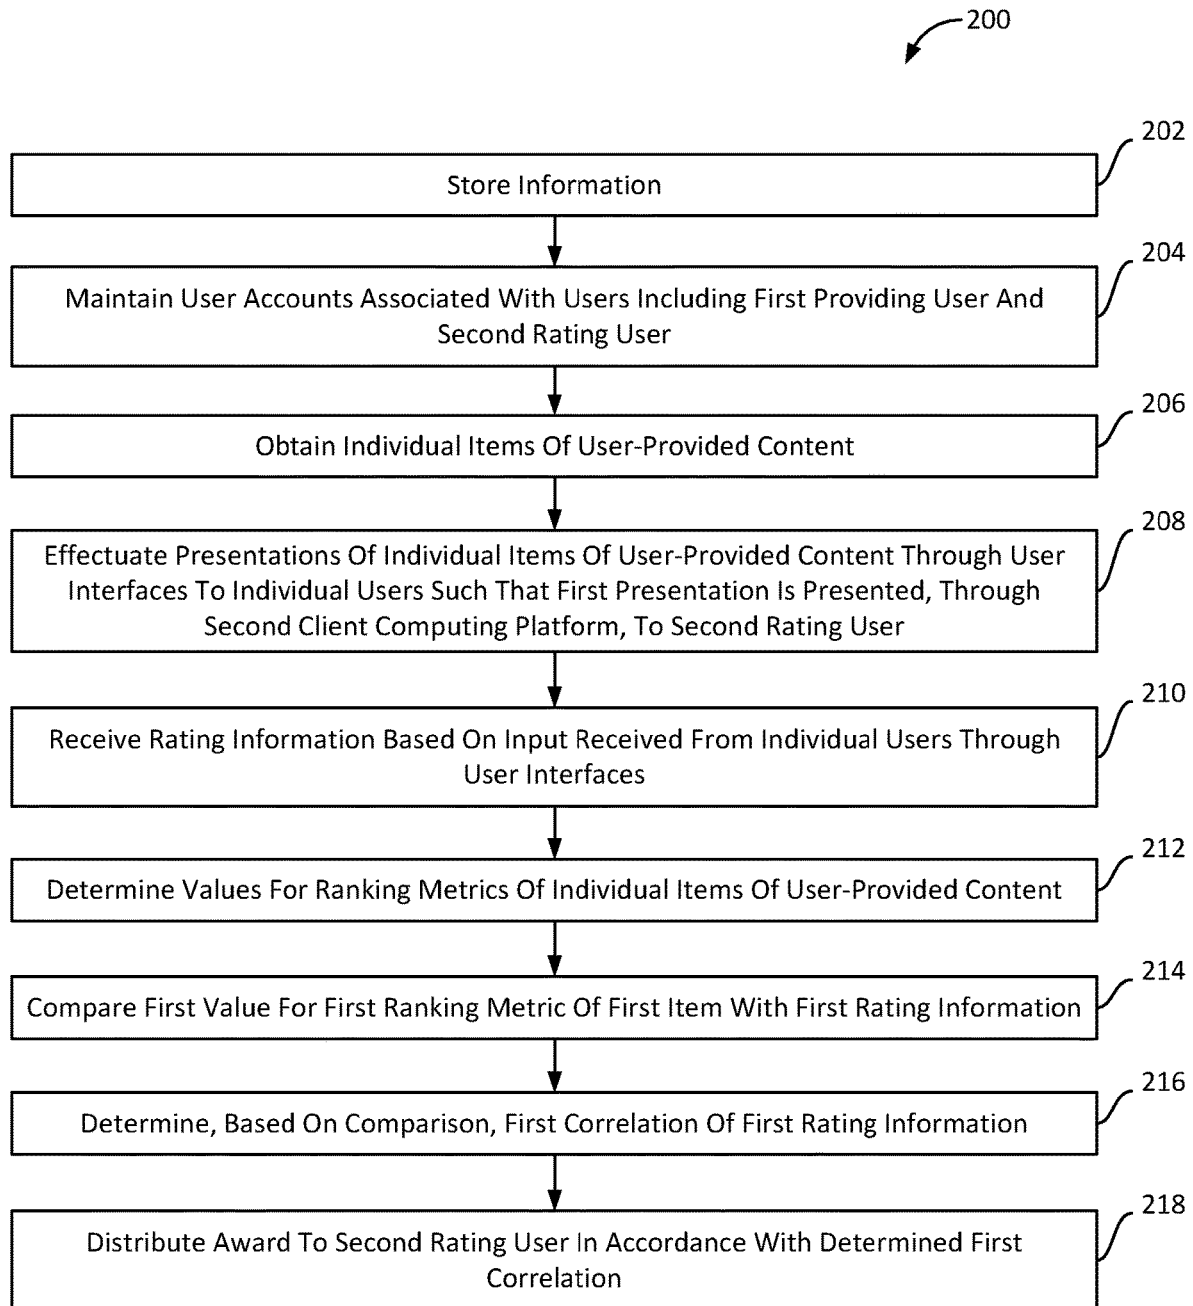 200
202
Store Information
204
Maintain User Accounts Associated With Users Including First Providing User And
Second Rating User
206
Obtain Individual Items Of User-Provided Content
208
Effectuate Presentations Of Individual Items Of User-Provided Content Through User
Interfaces To Individual Users Such That First Presentation Is Presented, Through
Second Client Computing Platform, To Second Rating User
210
Receive Rating Information Based On Input Received From Individual Users Through
User Interfaces
212
Determine Values For Ranking Metrics Of Individual Items Of User-Provided Content
214
Compare First Value For First Ranking Metric Of First Item With First Rating Information
216
Determine, Based On Comparison, First Correlation Of First Rating Information
218
Distribute Award To Second Rating User In Accordance With Determined First
Correlation